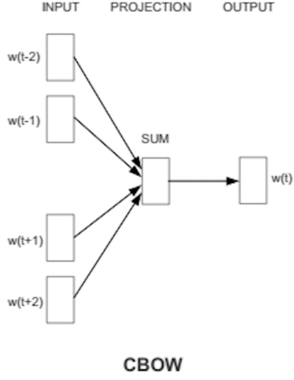 INPUT PROJECTION OUTPUT
w(t-2)
w(t-1)
SUM
w(t)
w(t+1)
w(t+2)
CBOW